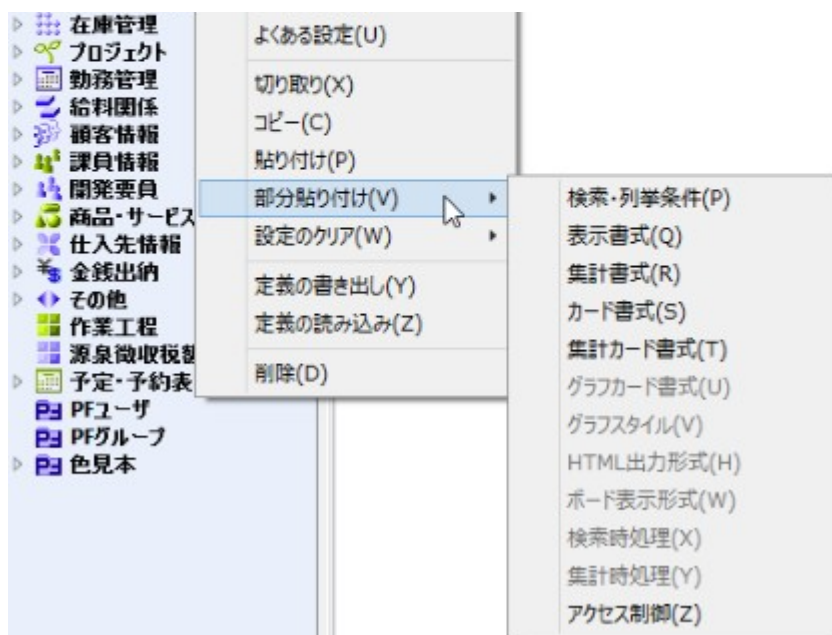 在庫管理
プロジェクト
勤務管理
給料関係
顧客情報
課員情報
開発要員
商品・サービス
仕入先情報
金銭出納
その他
作業工程
源泉徴収税
予定・予約表
PFユーザ
PFグループ
色見本
よくある設定(U)
切り取り(X)
コピー(C)
貼り付け(P)
部分貼り付け(V)
設定のクリア(W)
定義の書き出し(Y)
定義の読み込み(Z)
削除(D)
検索・列挙条件(P)
表示書式(Q)
集計書式(R)
カード書式(S)
集計カード書式(T)
グラフカード書式(U)
グラフスタイル(V)
HTML出力形式(H)
ボード表示形式(W)
検索時処理(X)
集計時処理(Y)
アクセス制御(Z)